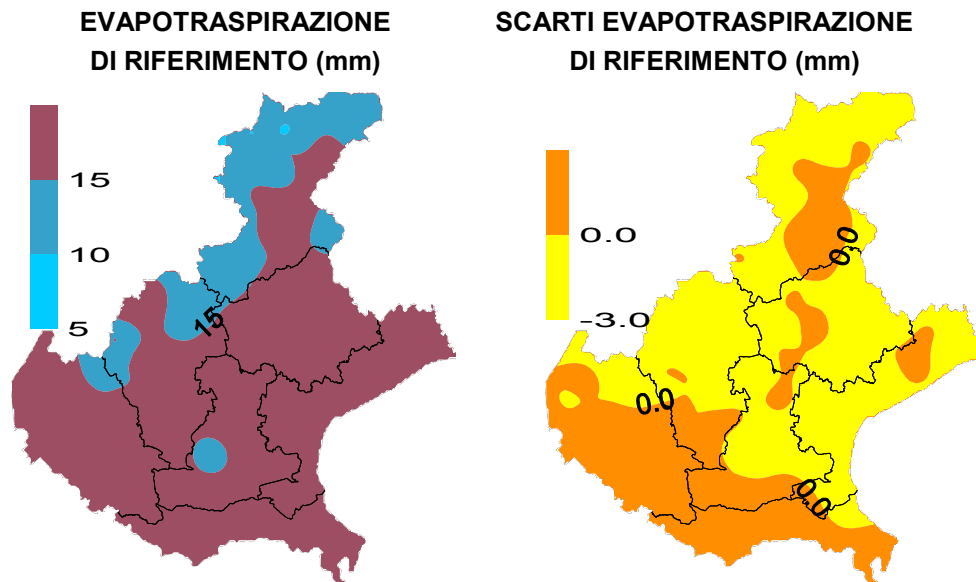 EVAPOTRASPIRAZIONE
DI RIFERIMENTO (mm)
15
10
5
15
SCARTI EVAPOTRASPIRAZIONE
DI RIFERIMENTO (mm)
0.0
-3.0
0.0
0.0
0.0